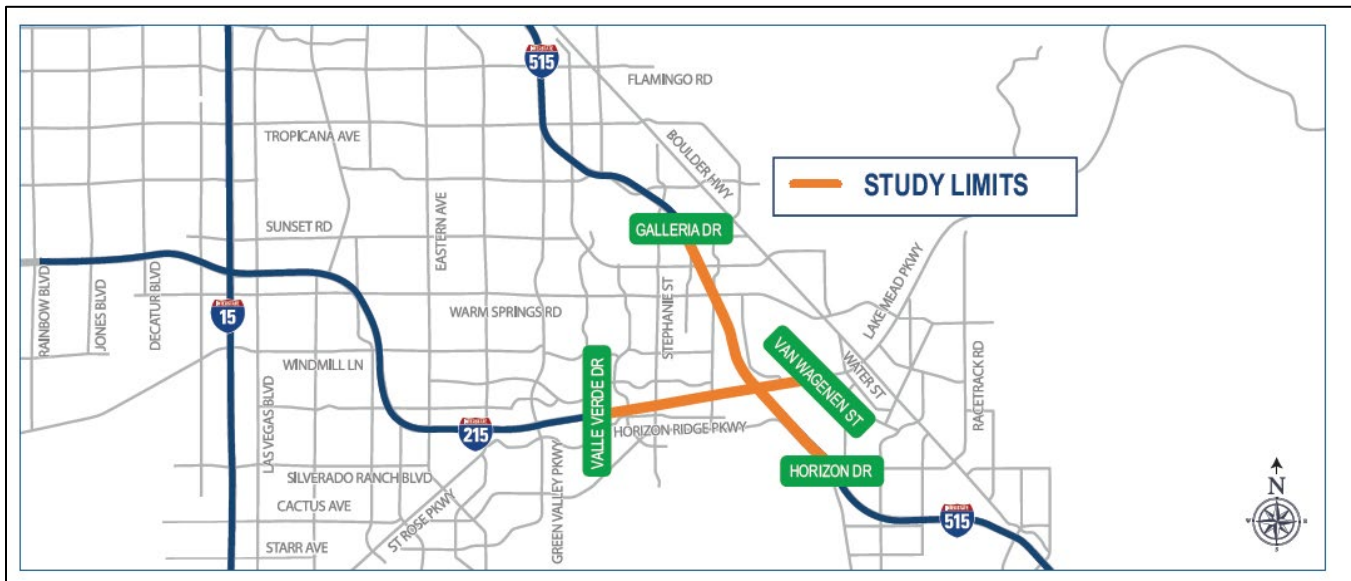 515
FLAMINGO RD
TROPICANA AVE
BOULDER HWY
STUDY LIMITS
SUNSET RD
EASTERN AVE
GALLERIA DR
LAKE MEAD PKWY
RAINBOW BLVD
JONES BLVD
DECATUR BLVD
15
WARM SPRINGS RD
STEPHANIE ST
WINDMILL LN
VAN WAGENEN ST
WATER ST
RACETRACK RD
LAS VEGAS BLVD
215
VALLE VERDE DR
HORIZON RIDGE PKWY
GREEN VALLEY PKWY
HORIZON DR
SILVERADO RANCH BLVD
CACTUS AVE
ST ROSE PKWY
STARR AVE
515
N
W
E
S